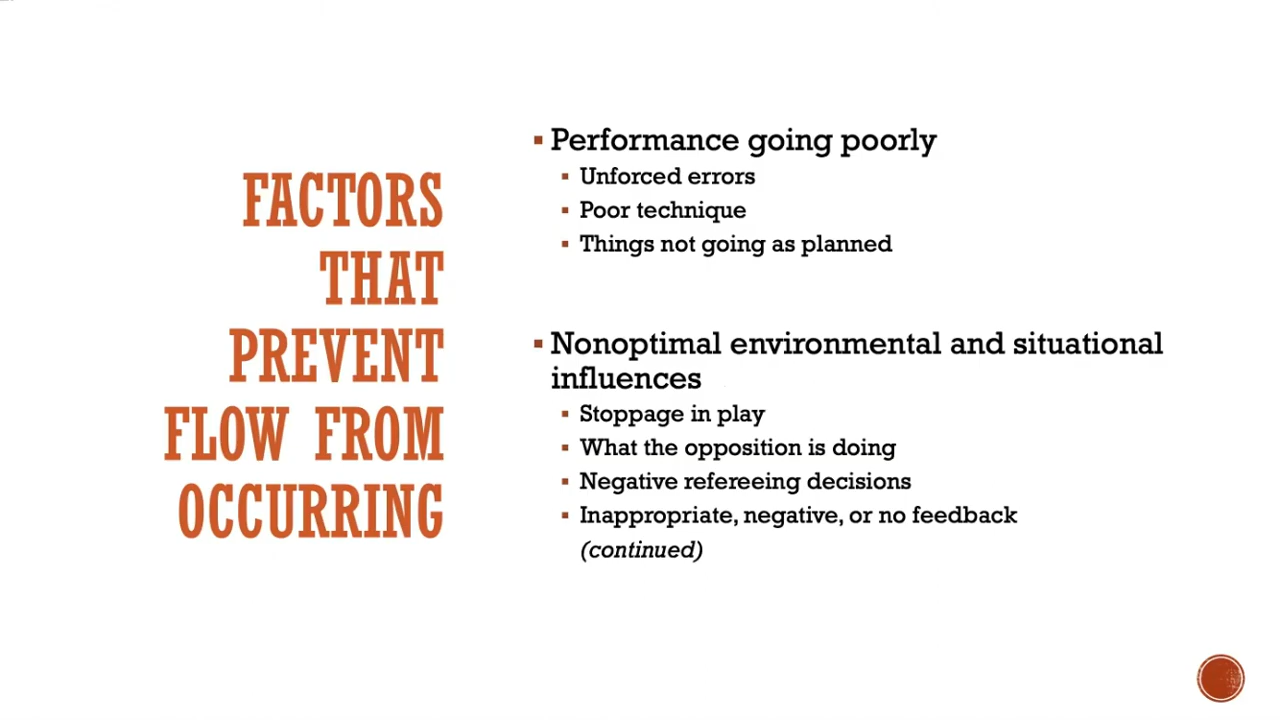 FACTORS
THAT
PREVENT
FLOW FROM
OCCURRING
Performance going poorly
Unforced errors
Poor technique
Things not going as planned
Nonoptimal environmental and situational
influences
Stoppage in play
What the opposition is doing
Negative refereeing decisions
Inappropriate, negative, or no feedback
(continued)